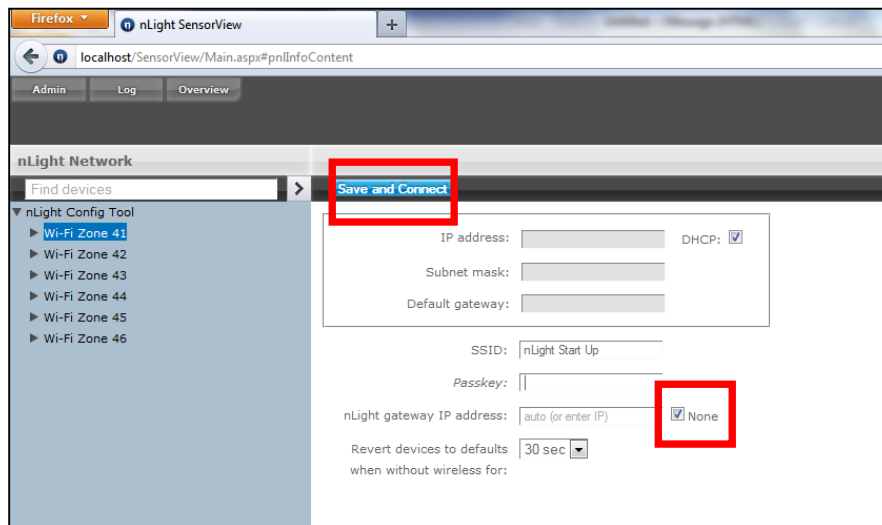 Firefox
nLight SensorView
localhost/SensorView/Main.aspx#pnlInfoContent
Admin Log Overview
nLight Network
Find devices
Save and Connect
nLight Config Tool
Wi-Fi Zone 41
Wi-Fi Zone 42
Wi-Fi Zone 43
Wi-Fi Zone 44
Wi-Fi Zone 45
Wi-Fi Zone 46
IP address: DHCP:
Subnet mask:
Default gateway:
SSID: nLight Start Up
Passkey:
nLight gateway IP address: auto (or enter IP) None
Revert devices to defaults 30 sec
when without wireless for: